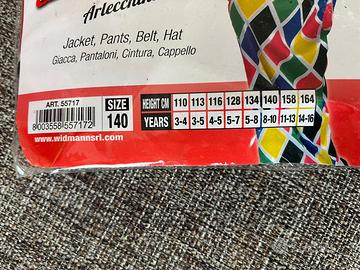 Jacket, Pants, Belt, Hat
Giacca, Pantaloni, Cintura, Cappello
ART. 55717
8003558 557172
SIZE 140
HEIGHT CM 110 113 116 128 134 140 158 164
YEARS 3-4 3-5 4-5 5-7 5-8 8-10 11-13 14-16
www.widmannsrl.com